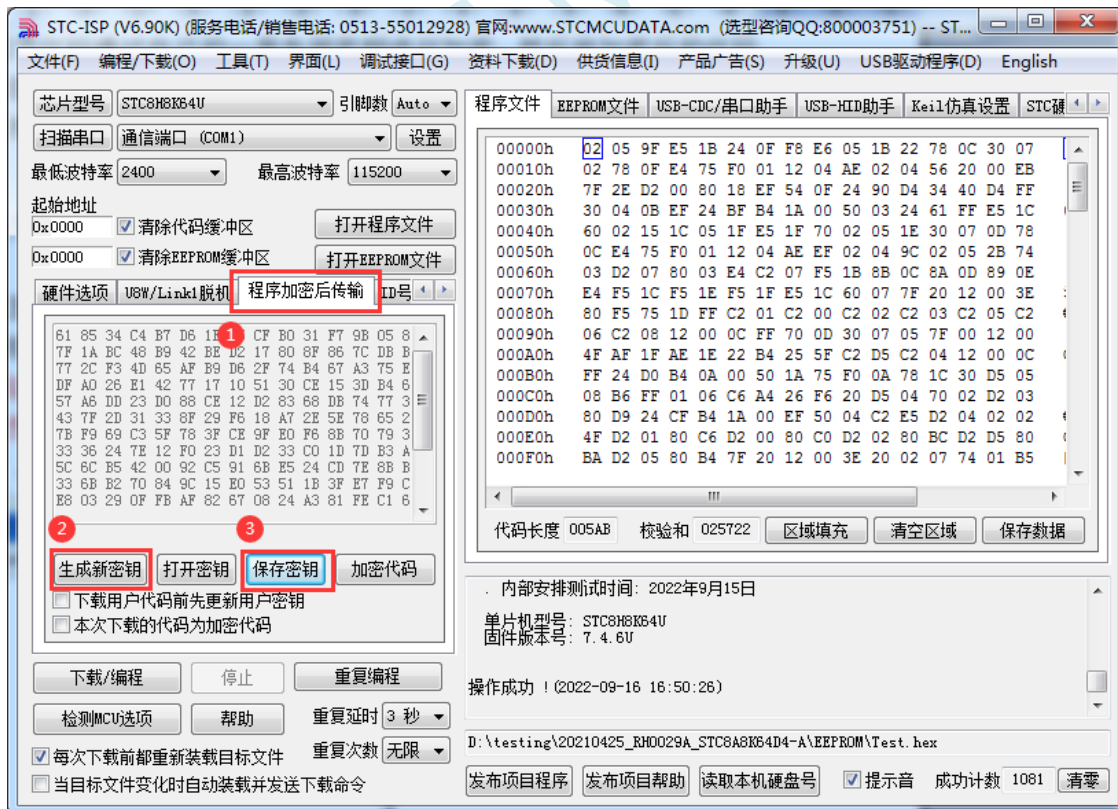 STC-ISP (V6.90K) (服务电话/销售电话: 0513-55012928) 官网:www.STCMCUDATA.com (选型咨询QQ:800003751) -- ST...
文件(F) 编程/下载(O) 工具(T) 界面(L) 调试接口(G) 资料下载(D) 供货信息(I) 产品广告(S) 升级(U) USB驱动程序(D) English
芯片型号 STC8H8K64U 引脚数 Auto
扫描串口 通信端口 (COM1) 设置
最低波特率 2400 最高波特率 115200
起始地址
0x0000 清除代码缓冲区 打开程序文件
0x0000 清除EEPROM缓冲区 打开EEPROM文件
硬件选项 U8W/Link1脱机 程序加密后传输 ID号
1
61 85 34 C4 B7 D6 CF B0 31 F7 9B 05 8
7F 1A BC 48 B9 42 BE D2 17 80 8F 86 7C DB B
77 2C F3 4D 65 AF B9 D6 2F 74 B4 67 A3 75 E
DF A0 26 E1 42 77 17 10 51 30 CE 15 3D B4 6
57 A6 DD 23 D0 88 CE 12 D2 83 68 DB 74 77 3
43 7F 2D 31 33 8F 29 F6 18 A7 2E 5E 78 65 2
7B F9 69 C3 5F 78 3F CE 9F E0 F6 8B 70 79 3
33 36 24 7E 12 F0 23 D1 D2 33 C0 1D 7D B3 A
5C 6C B5 42 00 92 C5 91 6B E5 24 CD 7E 8B B
33 6B B2 70 84 9C 15 E0 53 51 1B 3F E7 F9 C
E8 03 29 0F FB AF 82 67 08 24 A3 81 FE C1 6
2 3
生成新密钥 打开密钥 保存密钥 加密代码
下载用户代码前先更新用户密钥
本次下载的代码为加密代码
下载/编程 停止 重复编程
检测MCU选项 帮助 重复延时 3 秒
每次下载前都重新装载目标文件 重复次数 无限
当目标文件变化时自动装载并发送下载命令
程序文件 EEPROM文件 USB-CDC/串口助手 USB-HID助手 Keil仿真设置 STC硬
00000h 02 05 9F E5 1B 24 0F F8 E6 05 1B 22 78 0C 30 07
00010h 02 78 0F E4 75 F0 01 12 04 AE 02 04 56 20 00 EB
00020h 7F 2E D2 00 80 18 EF 54 0F 24 90 D4 34 40 D4 FF
00030h 30 04 0B EF 24 BF B4 1A 00 50 03 24 61 FF E5 1C
00040h 60 02 15 1C 05 1F E5 1F 70 02 05 1E 30 07 0D 78
00050h 0C E4 75 F0 01 12 04 AE EF 02 04 9C 02 05 2B 74
00060h 03 D2 07 80 03 E4 C2 07 F5 1B 8B 0C 8A 0D 89 0E
00070h E4 F5 1C F5 1E F5 1F E5 1C 60 07 7F 20 12 00 3E
00080h 80 F5 75 1D FF C2 01 C2 00 C2 02 C2 03 C2 05 C2
00090h 06 C2 08 12 00 0C FF 70 0D 30 07 05 7F 00 12 00
000A0h 4F AF 1F AE 1E 22 B4 25 5F C2 D5 C2 04 12 00 0C
000B0h FF 24 D0 B4 0A 00 50 1A 75 F0 0A 78 1C 30 D5 05
000C0h 08 B6 FF 01 06 C6 A4 26 F6 20 D5 04 70 02 D2 03
000D0h 80 D9 24 CF B4 1A 00 EF 50 04 C2 E5 D2 04 02 02
000E0h 4F D2 01 80 C6 D2 00 80 C0 D2 02 80 BC D2 D5 80
000F0h BA D2 05 80 B4 7F 20 12 00 3E 20 02 07 74 01 B5
代码长度 005AB 校验和 025722 区域填充 清空区域 保存数据
. 内部安排测试时间: 2022年9月15日
单片机型号: STC8H8K64U
固件版本号: 7.4.6U
操作成功 !(2022-09-16 16:50:26)
D:\testing\20210425_RH0029A_STC8A8K64D4-A\EEPROM\Test.hex
发布项目程序 发布项目帮助 读取本机硬盘号 提示音 成功计数 1081 清零